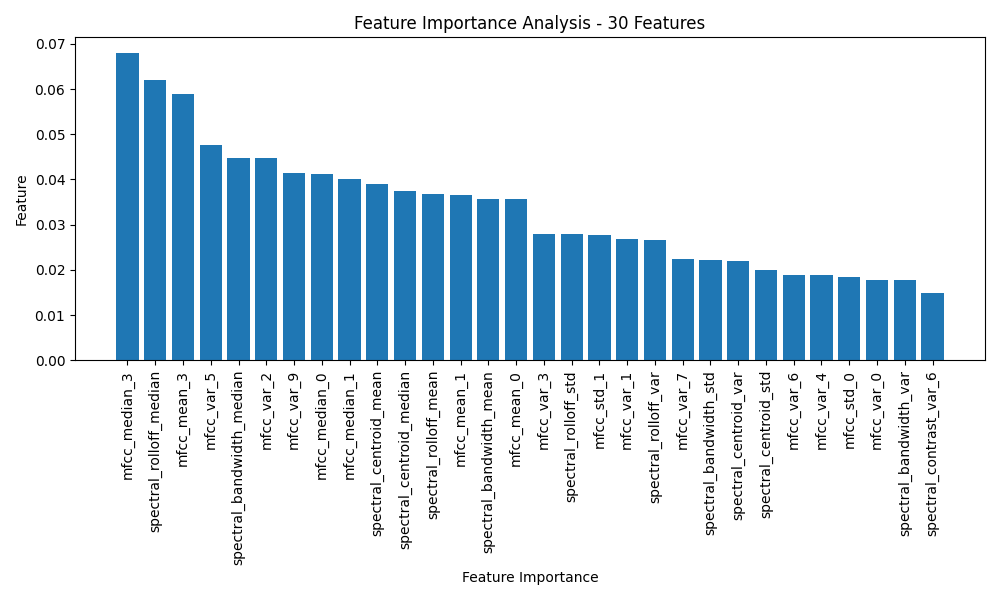 Feature Importance Analysis - 30 Features
0.07
0.06
0.05
0.04
0.03
0.02
0.01
0.00
Feature
mfcc_median_3
spectral_rolloff_median
mfcc_mean_3
mfcc_var_5
spectral_bandwidth_median
mfcc_var_2
mfcc_var_9
mfcc_median_0
mfcc_median_1
spectral_centroid_mean
spectral_centroid_median
spectral_rolloff_mean
mfcc_mean_1
spectral_bandwidth_mean
mfcc_mean_0
mfcc_var_3
spectral_rolloff_std
mfcc_std_1
mfcc_var_1
spectral_rolloff_var
mfcc_var_7
spectral_bandwidth_std
spectral_centroid_var
spectral_centroid_std
mfcc_var_6
mfcc_var_4
mfcc_std_0
mfcc_var_0
spectral_bandwidth_var
spectral_contrast_var_6
Feature Importance